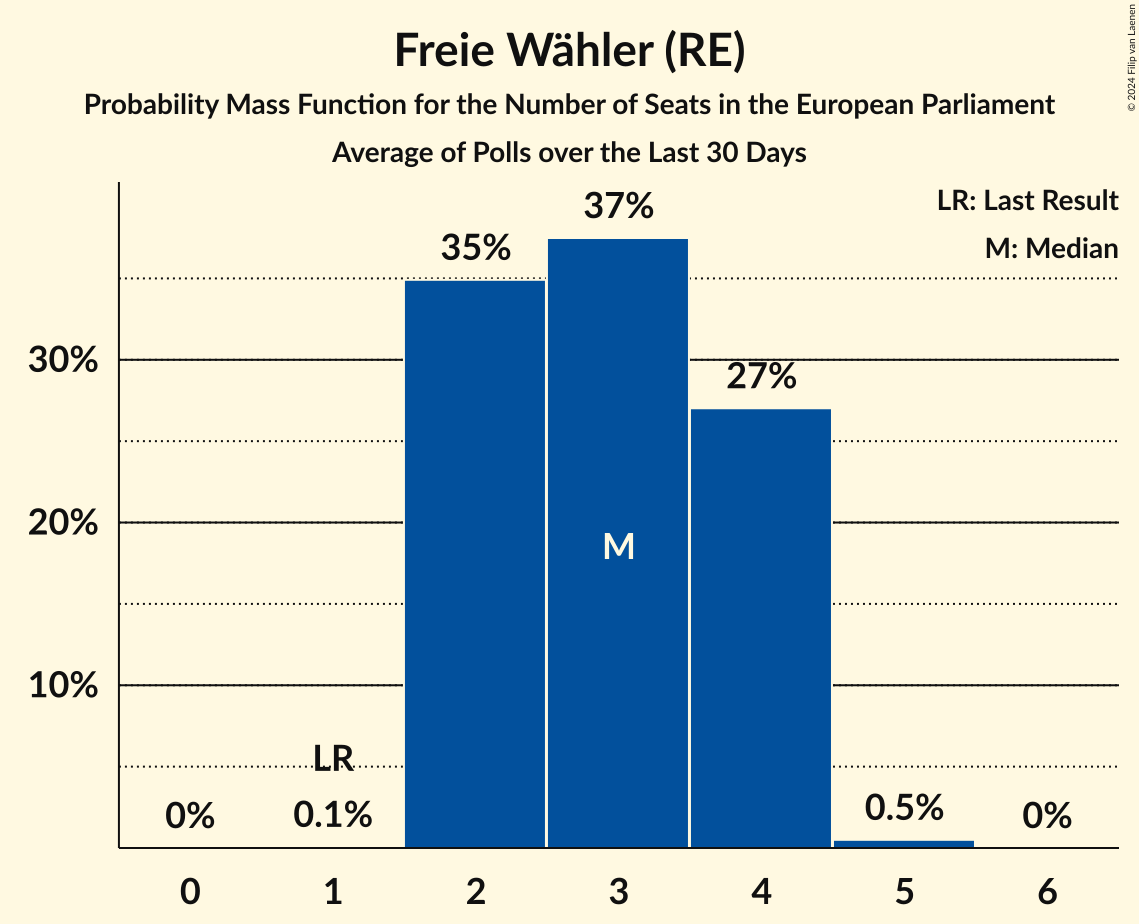 Freie Wähler (RE)
Probability Mass Function for the Number of Seats in the European Parliament
Average of Polls over the Last 30 Days
© 2024 Filip van Laenen
LR: Last Result
M: Median
37%
35%
30%
27%
20%
M
10%
LR
0%
0.1%
0.5%
0%
0 1 2 3 4 5 6